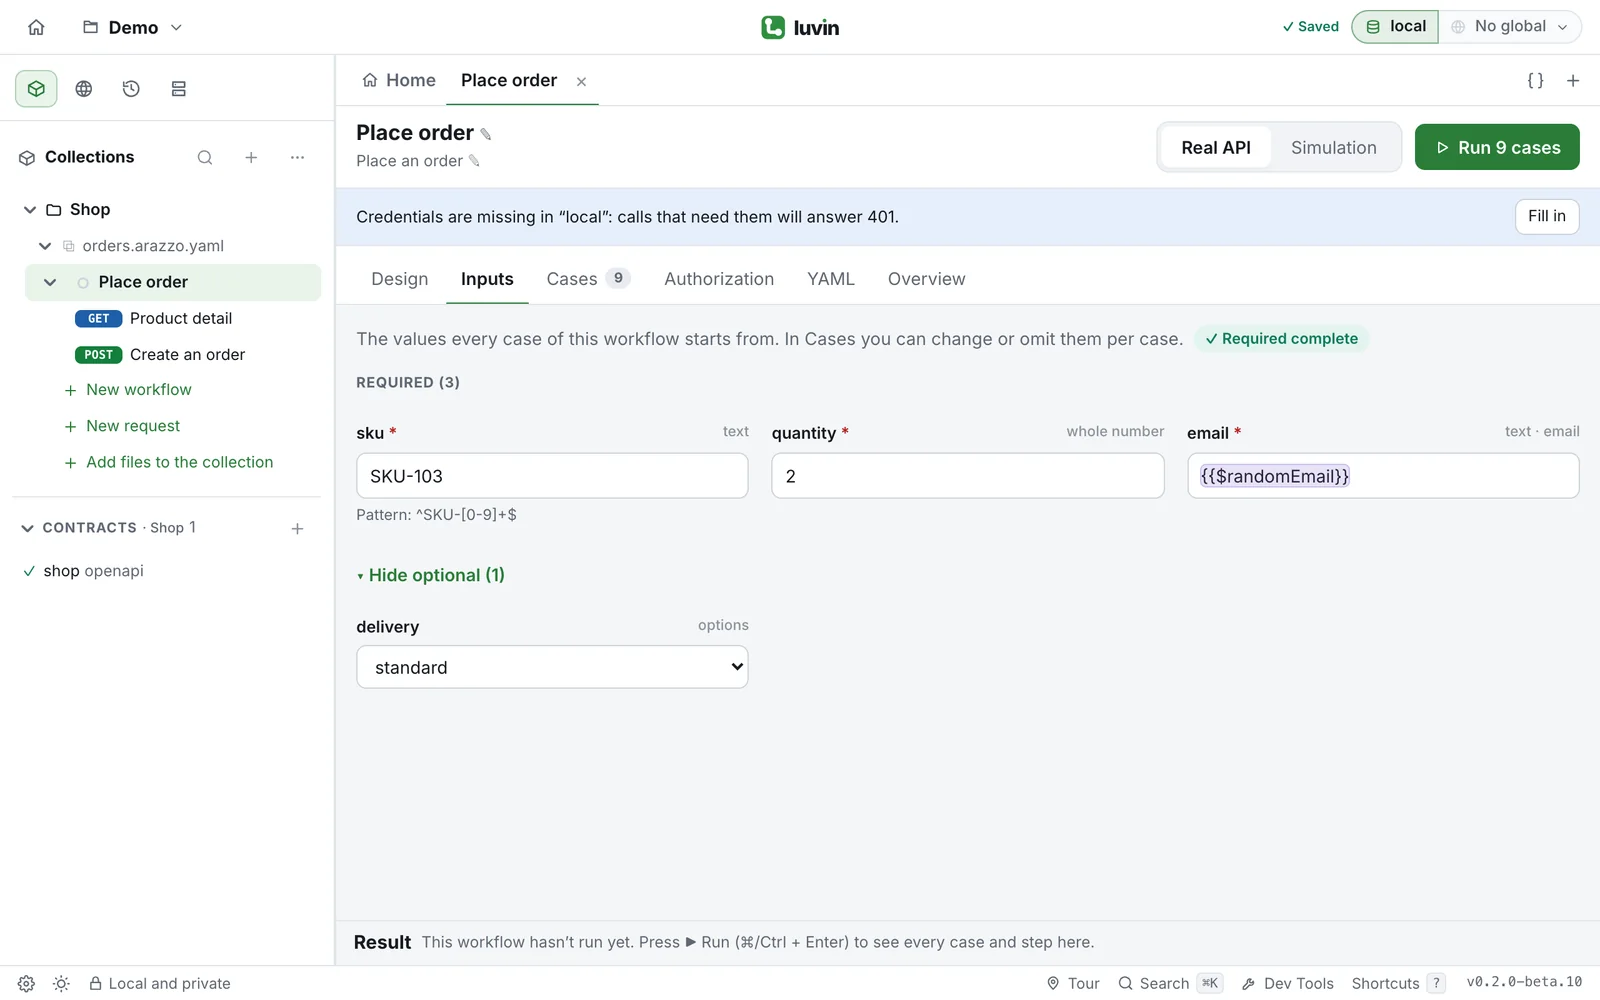 Demo
luvin
✓ Saved
local
No global
Home
Place order ×
{ } +
Collections
Shop
orders.arazzo.yaml
Place order
GET Product detail
POST Create an order
+ New workflow
+ New request
+ Add files to the collection
CONTRACTS · Shop 1 +
✓ shop openapi
Place order
Place an order
Real API
Simulation
Run 9 cases
Credentials are missing in “local”: calls that need them will answer 401.
Fill in
Design
Inputs
Cases 9
Authorization
YAML
Overview
The values every case of this workflow starts from. In Cases you can change or omit them per case.
✓ Required complete
REQUIRED (3)
sku * text
SKU-103
Pattern: ^SKU-[0-9]+$
quantity * whole number
2
email * text · email
{{$randomEmail}}
▾ Hide optional (1)
delivery options
standard
Result This workflow hasn’t run yet. Press ▶ Run (⌘/Ctrl + Enter) to see every case and step here.
Local and private
Tour
Search ⌘K
Dev Tools
Shortcuts ?
v0.2.0-beta.10